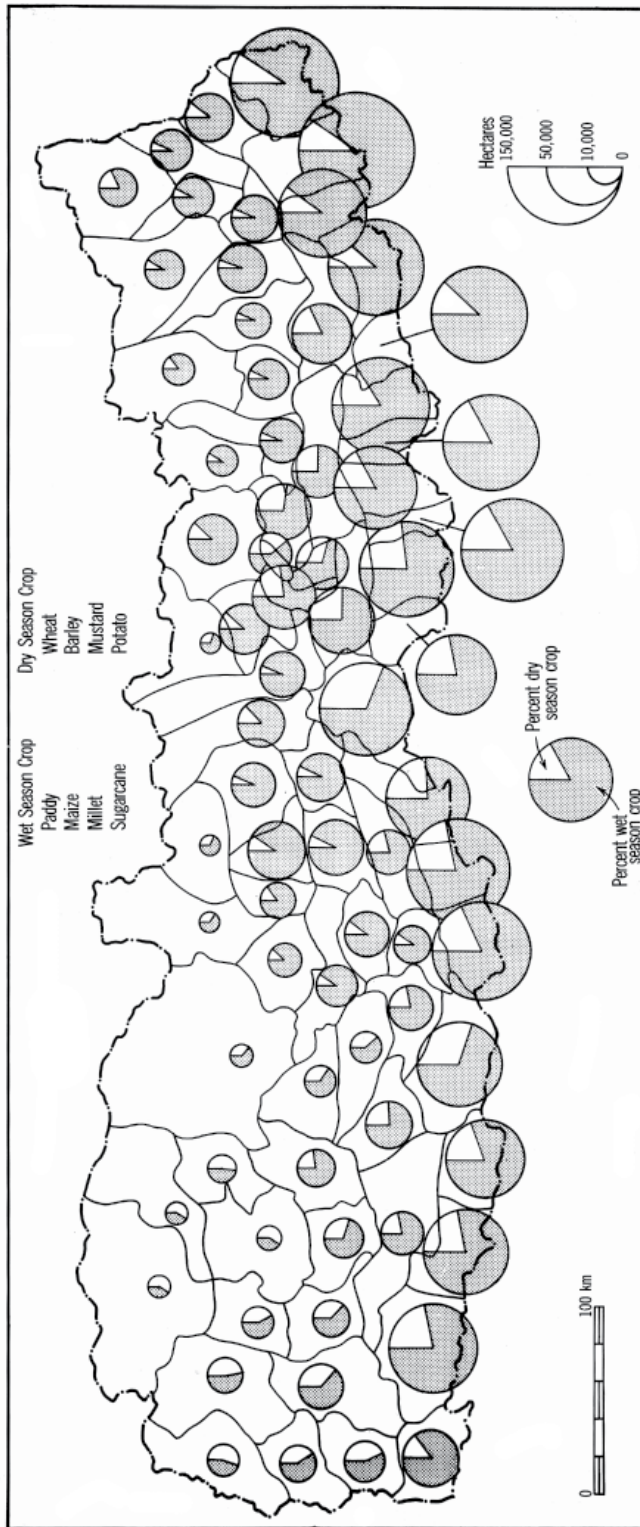 Wet Season Crop
Paddy
Maize
Millet
Sugarcane
Dry Season Crop
Wheat
Barley
Mustard
Potato
Hectares
150,000
50,000
10,000
0
Percent dry
season crop
Percent wet
season crop
0
100 km